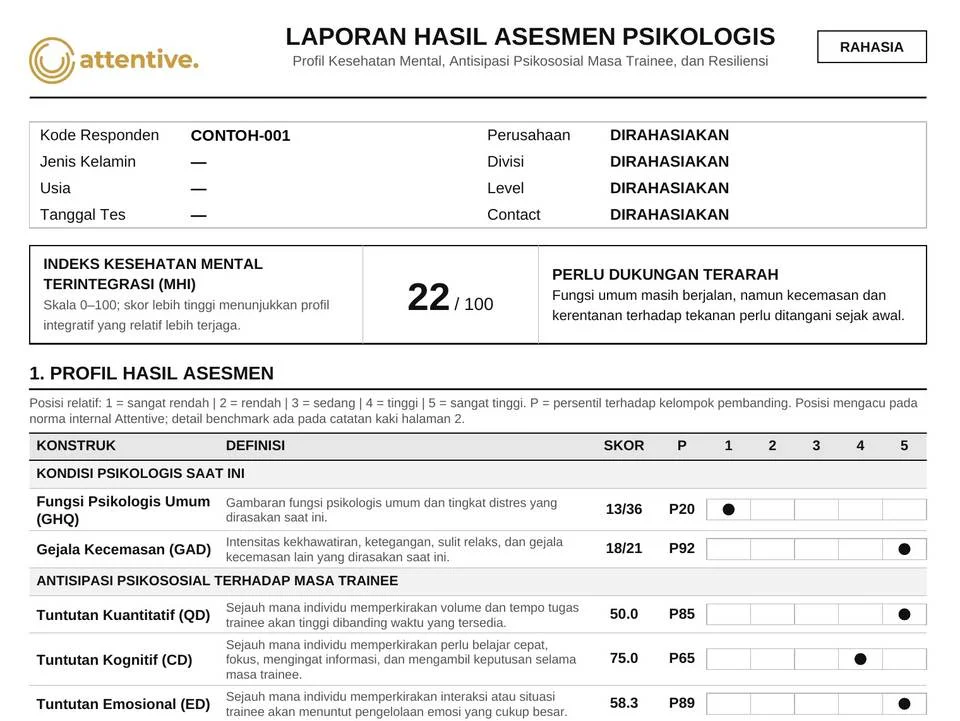 attentive.
LAPORAN HASIL ASESMEN PSIKOLOGIS
Profil Kesehatan Mental, Antisipasi Psikososial Masa Trainee, dan Resiliensi
RAHASIA
Kode Responden CONTOH-001 Perusahaan DIRAHASIAKAN
Jenis Kelamin — Divisi DIRAHASIAKAN
Usia — Level DIRAHASIAKAN
Tanggal Tes — Contact DIRAHASIAKAN
INDEKS KESEHATAN MENTAL
TERINTEGRASI (MHI)
Skala 0–100; skor lebih tinggi menunjukkan profil
integratif yang relatif lebih terjaga.
22 / 100
PERLU DUKUNGAN TERARAH
Fungsi umum masih berjalan, namun kecemasan dan
kerentanan terhadap tekanan perlu ditangani sejak awal.
1. PROFIL HASIL ASESMEN
Posisi relatif: 1 = sangat rendah | 2 = rendah | 3 = sedang | 4 = tinggi | 5 = sangat tinggi. P = persentil terhadap kelompok pembanding. Posisi mengacu pada
norma internal Attentive; detail benchmark ada pada catatan kaki halaman 2.
KONSTRUK DEFINISI SKOR P 1 2 3 4 5
KONDISI PSIKOLOGIS SAAT INI
Fungsi Psikologis Umum
(GHQ)
Gambaran fungsi psikologis umum dan tingkat distres yang
dirasakan saat ini.
13/36 P20
Gejala Kecemasan (GAD)
Intensitas kekhawatiran, ketegangan, sulit relaks, dan gejala
kecemasan lain yang dirasakan saat ini.
18/21 P92
ANTISIPASI PSIKOSOSIAL TERHADAP MASA TRAINEE
Tuntutan Kuantitatif (QD)
Sejauh mana individu memperkirakan volume dan tempo tugas
trainee akan tinggi dibanding waktu yang tersedia.
50.0 P85
Tuntutan Kognitif (CD)
Sejauh mana individu memperkirakan perlu belajar cepat,
fokus, mengingat informasi, dan mengambil keputusan selama
masa trainee.
75.0 P65
Tuntutan Emosional (ED)
Sejauh mana individu memperkirakan interaksi atau situasi
trainee akan menuntut pengelolaan emosi yang cukup besar.
58.3 P89